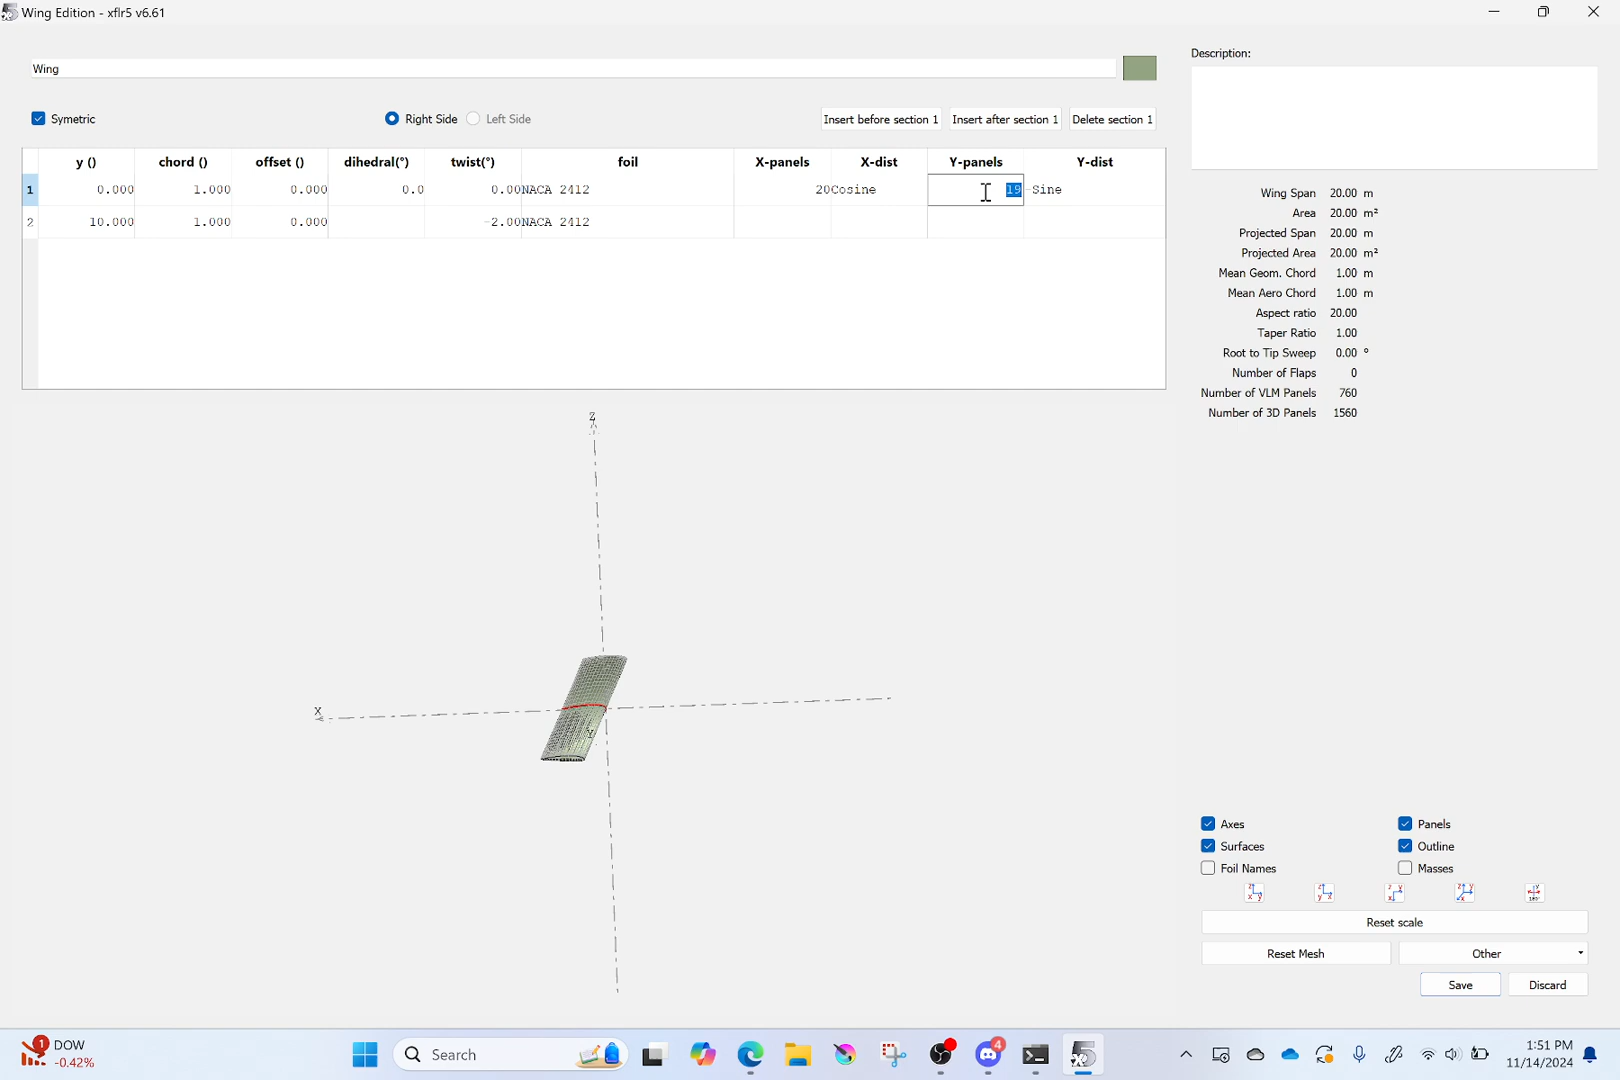 Wing Edition - xflr5 v6.61
Description:
Wing
Symetric
Right Side
Left Side
Insert before section 1
Insert after section 1
Delete section 1
y () chord () offset () dihedral(°) twist(°) foil X-panels X-dist Y-panels Y-dist
1 0.000 1.000 0.000 0.0 0.00 NACA 2412 20 Cosine 19 -Sine
2 10.000 1.000 0.000 -2.00 NACA 2412
Wing Span 20.00 m
Area 20.00 m²
Projected Span 20.00 m
Projected Area 20.00 m²
Mean Geom. Chord 1.00 m
Mean Aero Chord 1.00 m
Aspect ratio 20.00
Taper Ratio 1.00
Root to Tip Sweep 0.00 °
Number of Flaps 0
Number of VLM Panels 760
Number of 3D Panels 1560
Z
X
Y
Axes Panels
Surfaces Outline
Foil Names Masses
Reset scale
Reset Mesh Other
Save Discard
1 DOW
-0.42%
Search
4
1:51 PM
11/14/2024